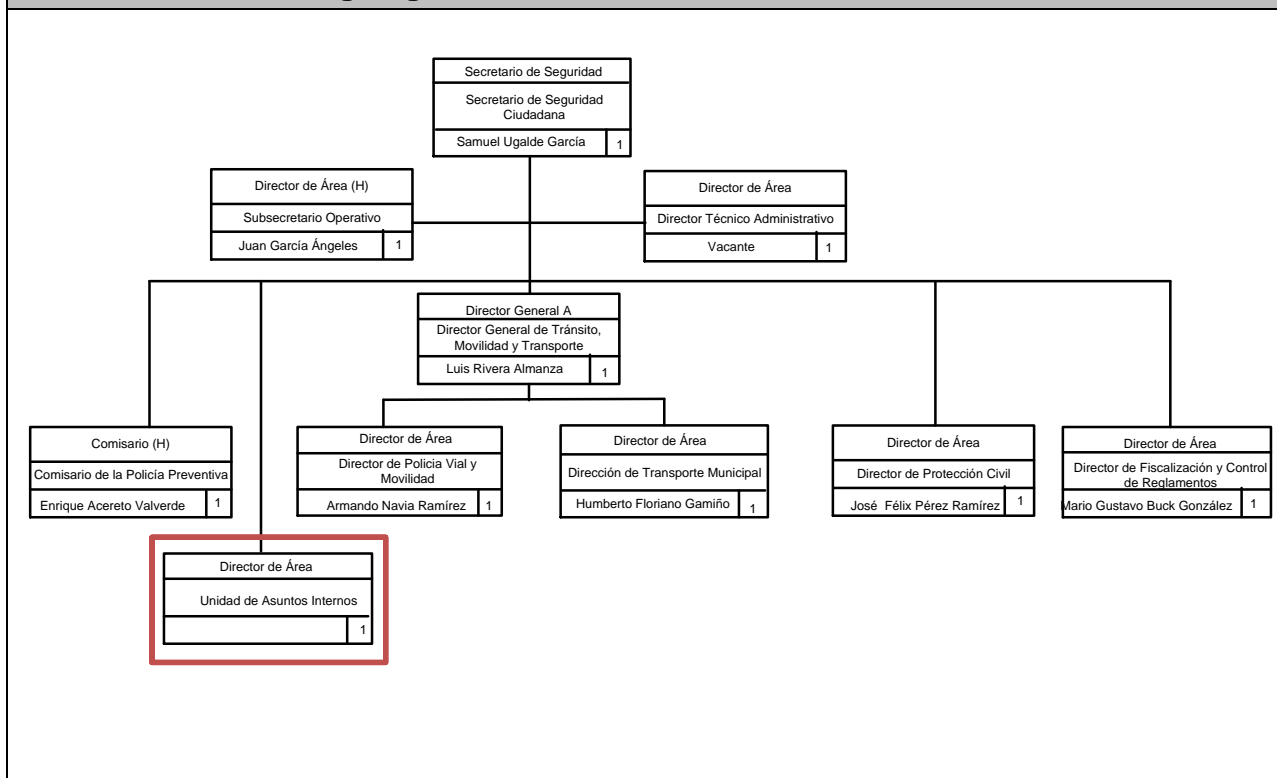 Secretario de Seguridad
Secretario de Seguridad
Ciudadana
Samuel Ugalde García 1
Director de Área (H)
Subsecretario Operativo
Juan García Ángeles 1
Director de Área
Director Técnico Administrativo
Vacante 1
Director General A
Director General de Tránsito,
Movilidad y Transporte
Luis Rivera Almanza 1
Comisario (H)
Comisario de la Policía Preventiva
Enrique Acereto Valverde 1
Director de Área
Director de Policia Vial y
Movilidad
Armando Navia Ramírez 1
Director de Área
Dirección de Transporte Municipal
Humberto Floriano Gamiño 1
Director de Área
Director de Protección Civil
José Félix Pérez Ramírez 1
Director de Área
Director de Fiscalización y Control
de Reglamentos
Mario Gustavo Buck González 1
Director de Área
Unidad de Asuntos Internos
1